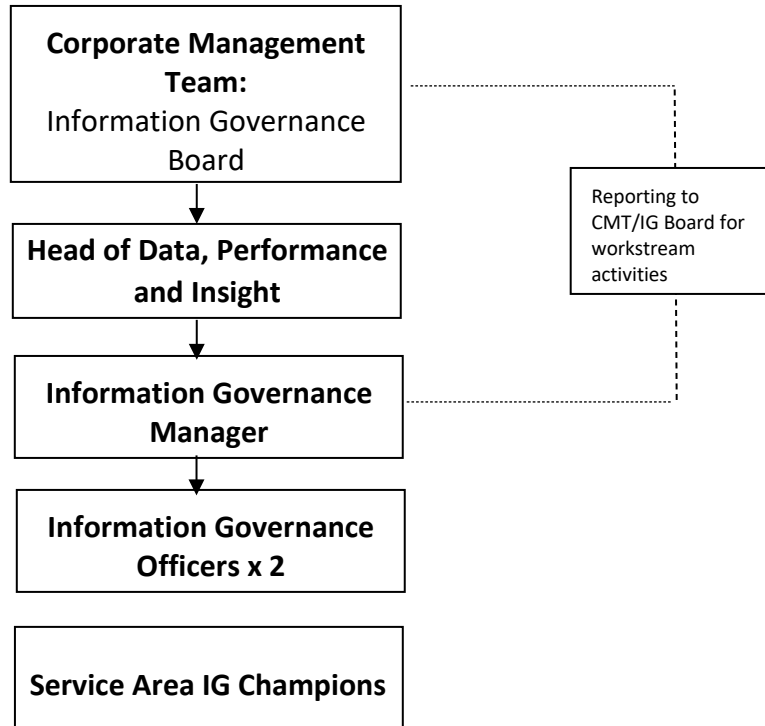 Corporate Management
Team:
Information Governance
Board
Reporting to
CMT/IG Board for
workstream
activities
Head of Data, Performance
and Insight
Information Governance
Manager
Information Governance
Officers x 2
Service Area IG Champions